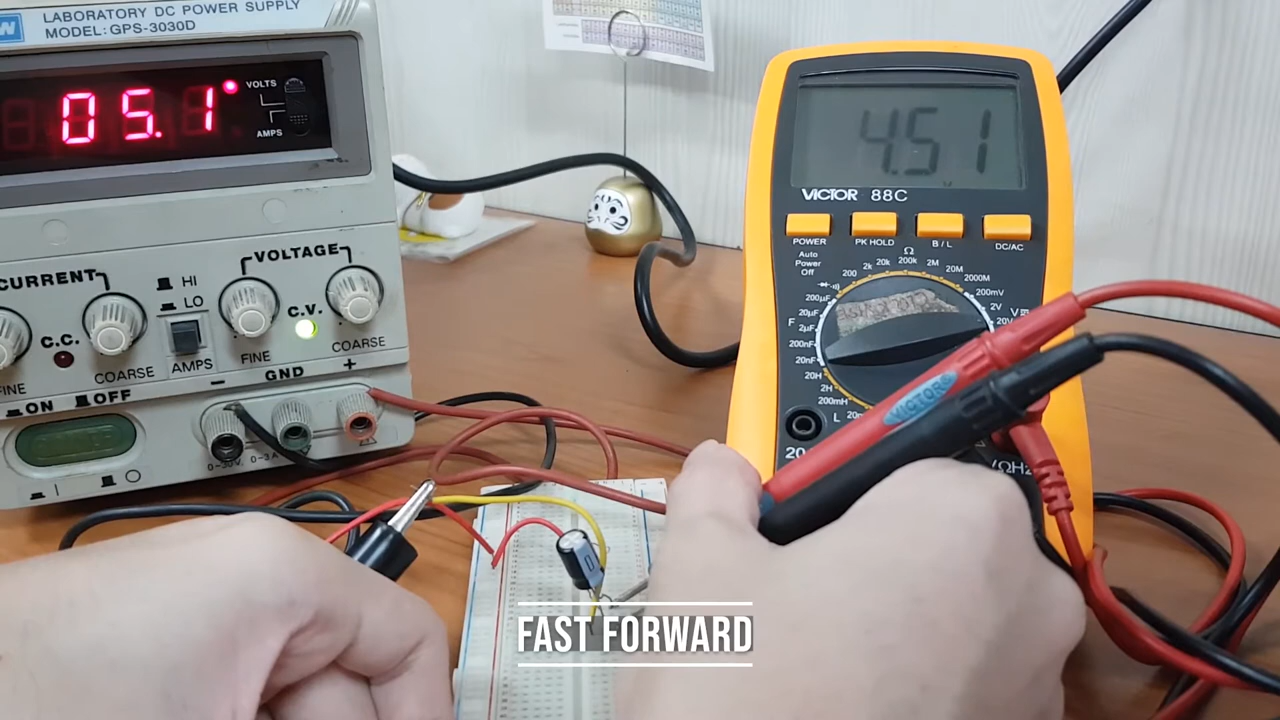 LABORATORY DC POWER SUPPLY
MODEL: GPS-3030D
05.1
VOLTS
AMPS
CURRENT
VOLTAGE
HI
LO
C.C.
C.V.
FINE
COARSE
AMPS
FINE
COARSE
ON OFF
- GND +
0~30V, 0~3A
4.51
VICTOR 88C
POWER
PK HOLD
B / L
DC/AC
Auto
Power
Off
Ω
200
2k
20k
200k
2M
20M
2000M
200mV
2V
20V
V
200μF
20μF
2μF
200nF
20nF
F
20H
2H
200mH
L
20
VICTOR®
FAST FORWARD